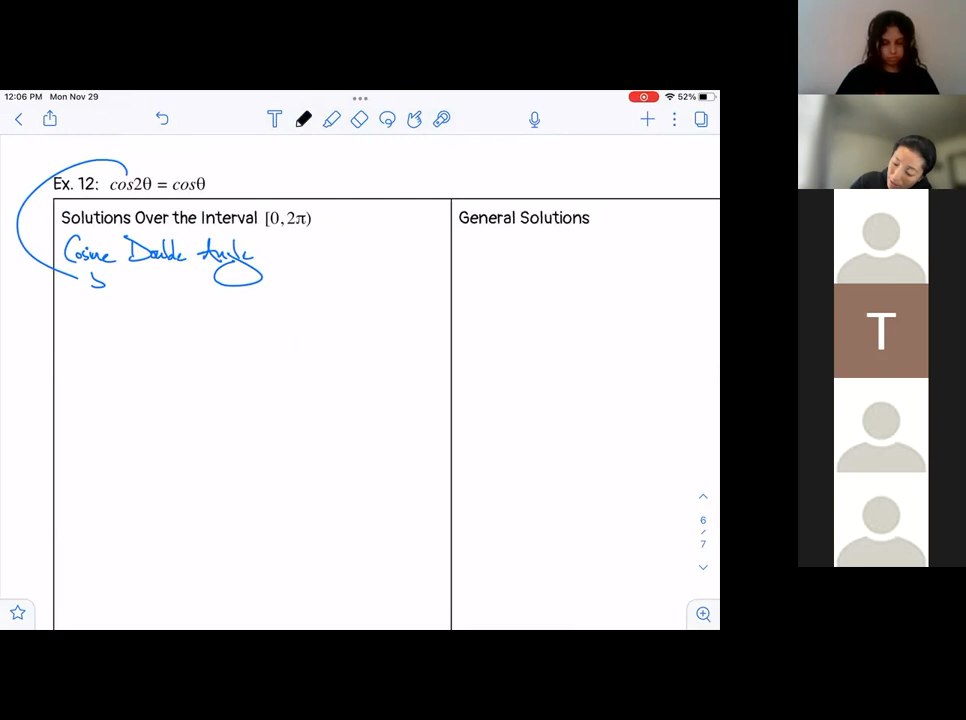 12:06 PM Mon Nov 29
52%
Ex. 12: cos2θ = cosθ
Solutions Over the Interval [0, 2π)
General Solutions
Cosine Double Angle
6
7
T